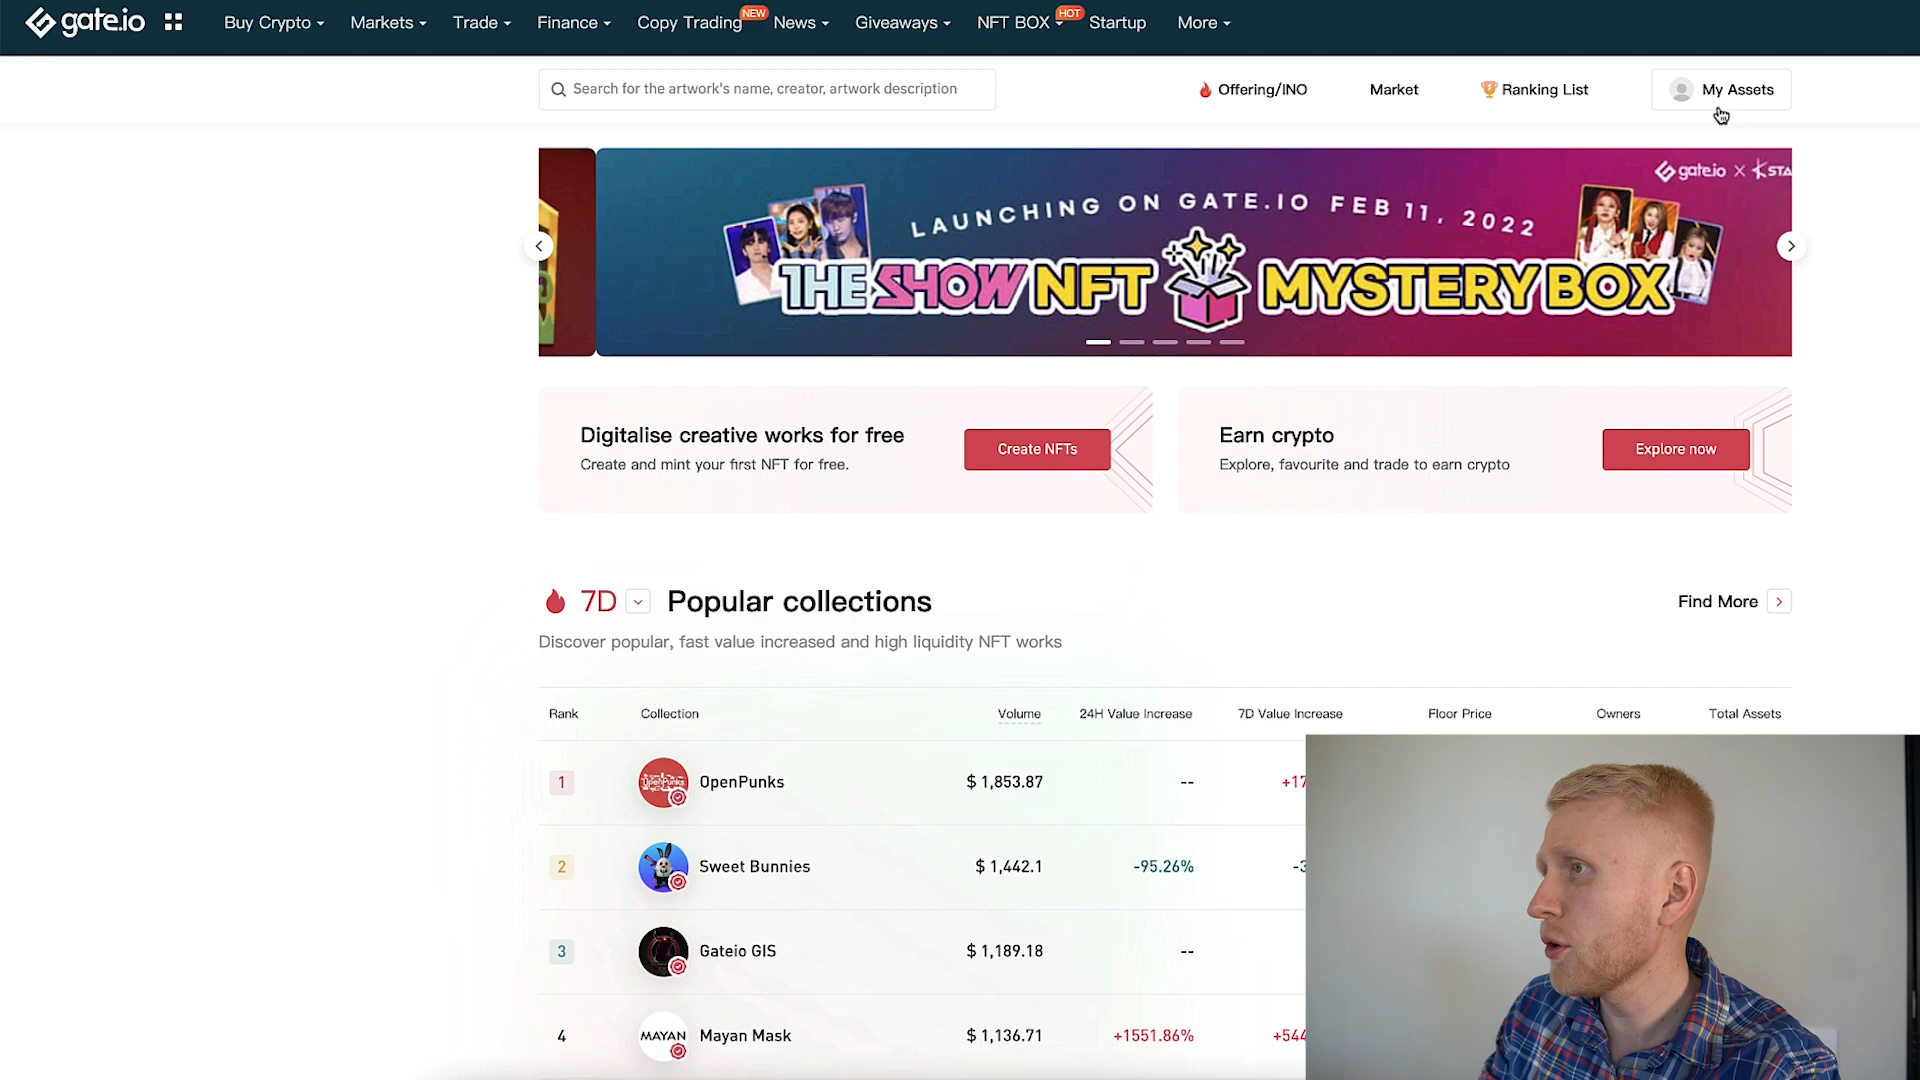 gate.io
Buy Crypto
Markets
Trade
Finance
Copy Trading
NEW
News
Giveaways
NFT BOX
HOT
Startup
More
Search for the artwork's name, creator, artwork description
Offering/INO
Market
Ranking List
My Assets
gate.io X STA
LAUNCHING ON GATE.IO FEB 11, 2022
THE SHOW NFT MYSTERY BOX
Digitalise creative works for free
Create and mint your first NFT for free.
Create NFTs
Earn crypto
Explore, favourite and trade to earn crypto
Explore now
7D Popular collections
Find More
Discover popular, fast value increased and high liquidity NFT works
Rank Collection Volume 24H Value Increase 7D Value Increase Floor Price Owners Total Assets
1 OpenPunks OpenPunks $ 1,853.87 -- +17
2 Sweet Bunnies $ 1,442.1 -95.26% -3
3 Gateio GIS $ 1,189.18 --
4 MAYAN Mayan Mask $ 1,136.71 +1551.86% +544